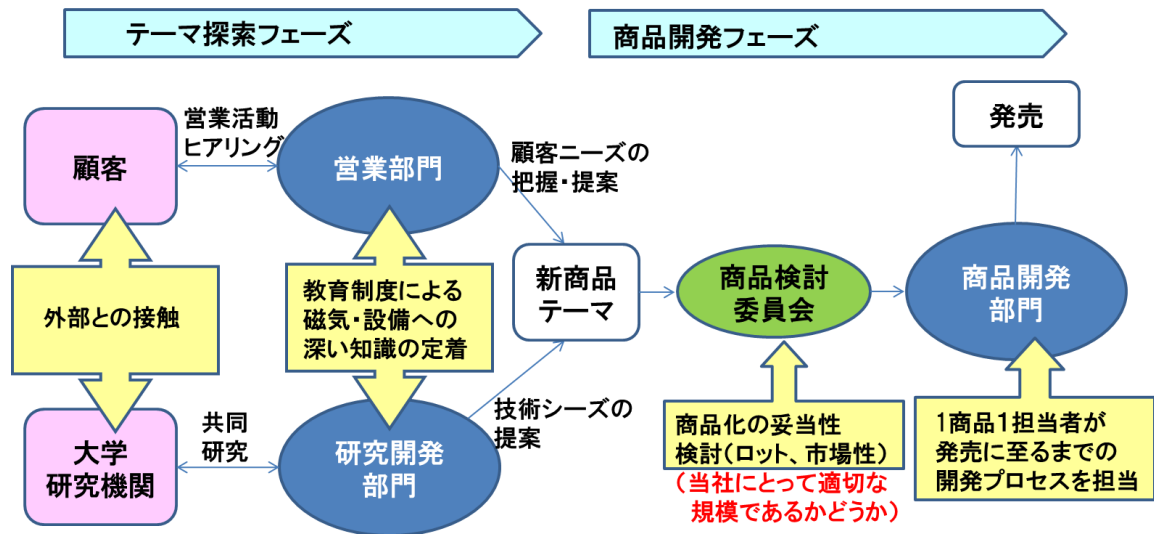 テーマ探索フェーズ
商品開発フェーズ
顧客
営業活動
ヒアリング
営業部門
顧客ニーズの
把握・提案
発売
外部との接触
教育制度による
磁気・設備への
深い知識の定着
新商品
テーマ
商品検討
委員会
商品開発
部門
大学
研究機関
共同
研究
研究開発
部門
技術シーズの
提案
商品化の妥当性
検討(ロット、市場性)
(当社にとって適切な
規模であるかどうか)
1商品1担当者が
発売に至るまでの
開発プロセスを担当